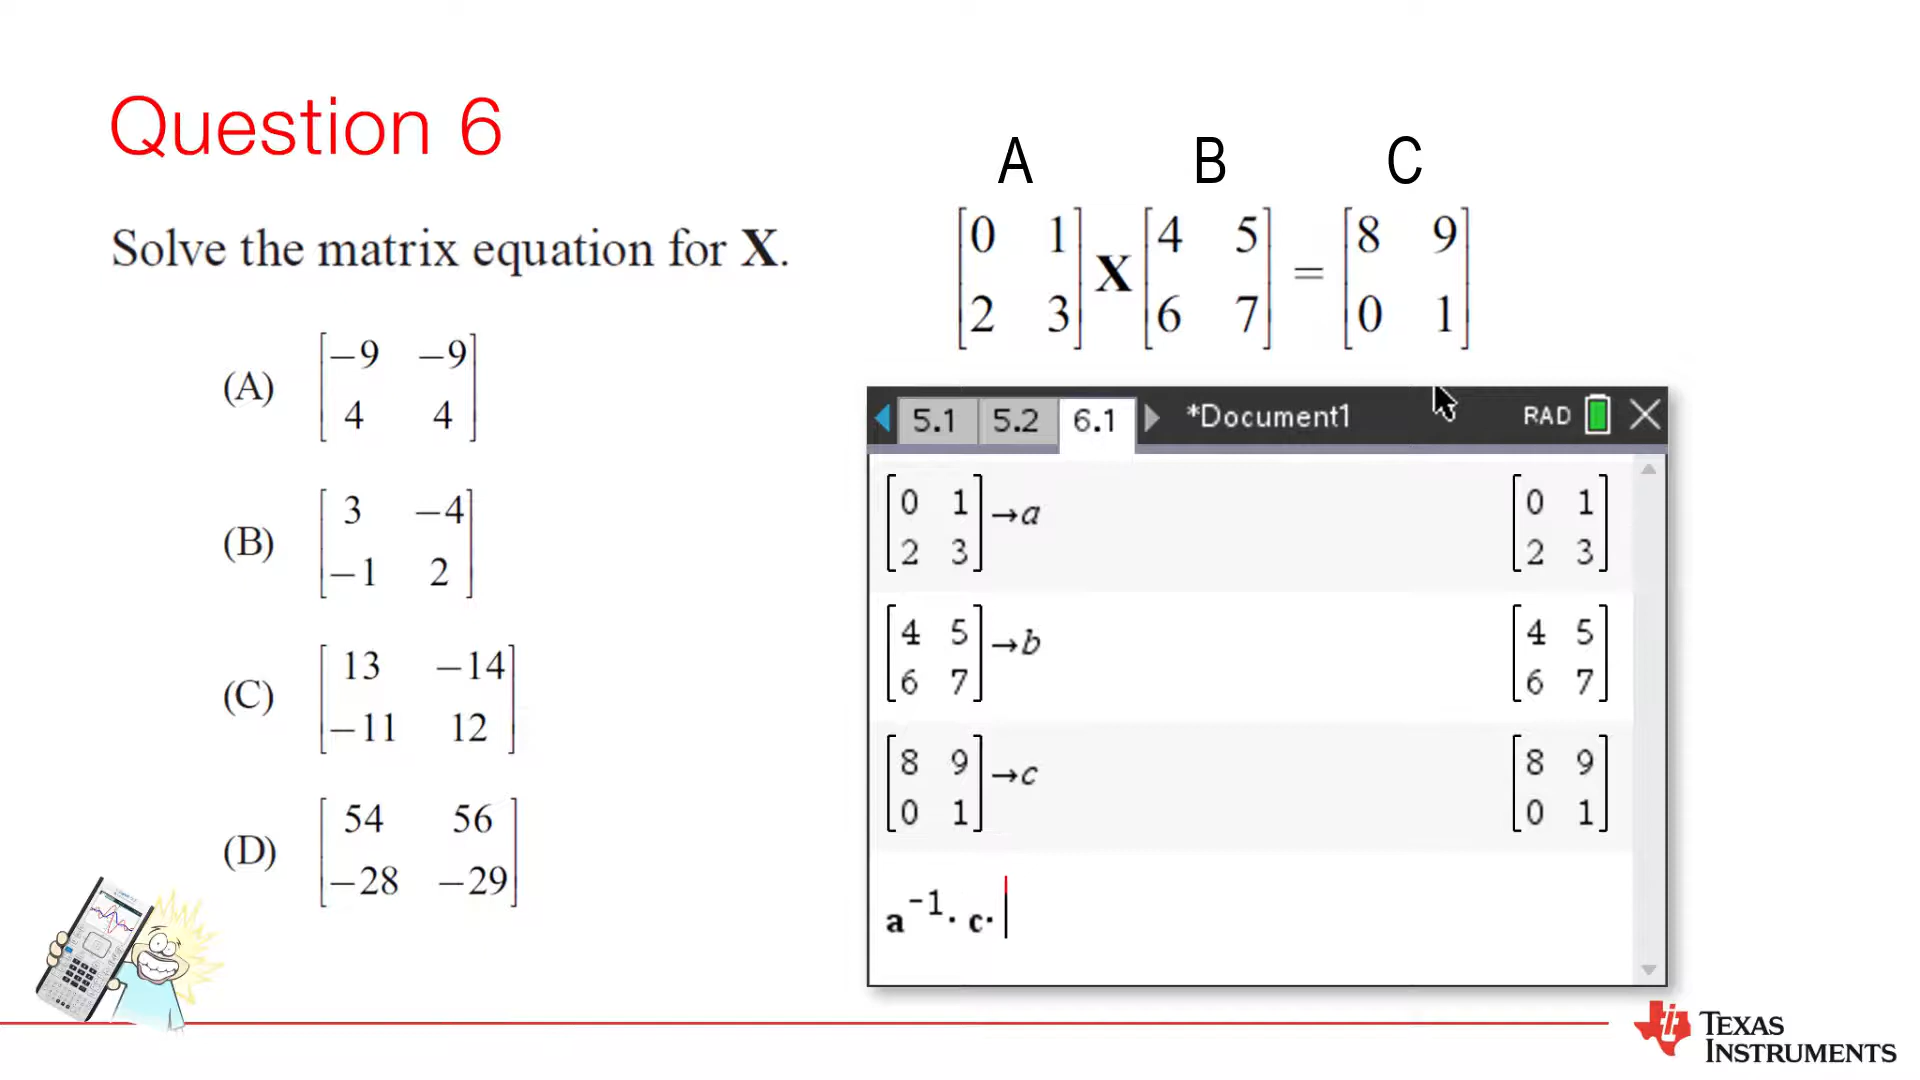 Question 6
Solve the matrix equation for X.
A B C
[0 1] X [4 5] = [8 9]
[2 3] [6 7] [0 1]
(A) [-9 -9]
[4 4]
(B) [3 -4]
[-1 2]
(C) [13 -14]
[-11 12]
(D) [54 56]
[-28 -29]
5.1 5.2 6.1 *Document1 RAD
[0 1] →a [0 1]
[2 3] [2 3]
[4 5] →b [4 5]
[6 7] [6 7]
[8 9] →c [8 9]
[0 1] [0 1]
a⁻¹· c·
TEXAS
INSTRUMENTS